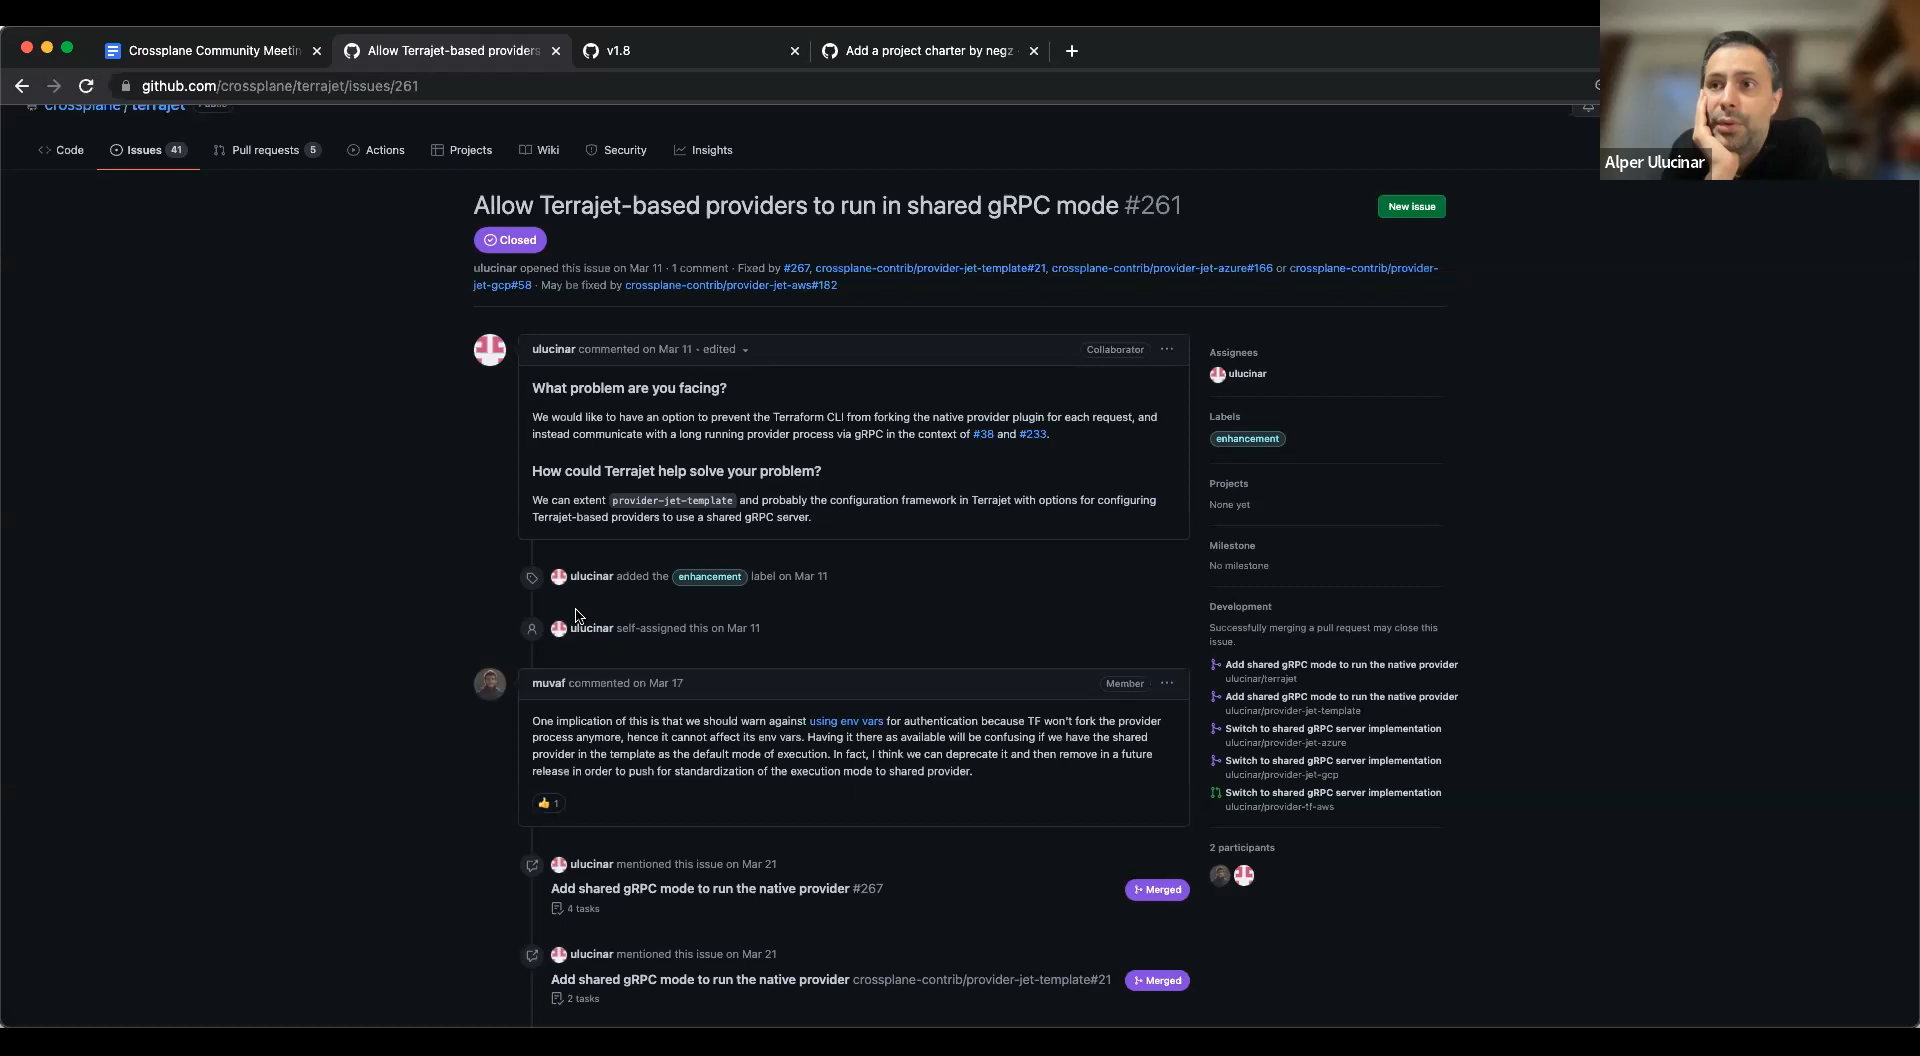 Crossplane Community Meetin
Allow Terrajet-based providers
v1.8
Add a project charter by negz
github.com/crossplane/terrajet/issues/261
crossplane / terrajet Public
Code
Issues 41
Pull requests 5
Actions
Projects
Wiki
Security
Insights
Alper Ulucinar
Allow Terrajet-based providers to run in shared gRPC mode #261
New issue
Closed
ulucinar opened this issue on Mar 11 · 1 comment · Fixed by #267, crossplane-contrib/provider-jet-template#21, crossplane-contrib/provider-jet-azure#166 or crossplane-contrib/provider-
jet-gcp#58 · May be fixed by crossplane-contrib/provider-jet-aws#182
ulucinar commented on Mar 11 • edited
Collaborator
What problem are you facing?
We would like to have an option to prevent the Terraform CLI from forking the native provider plugin for each request, and
instead communicate with a long running provider process via gRPC in the context of #38 and #233.
How could Terrajet help solve your problem?
We can extent provider-jet-template and probably the configuration framework in Terrajet with options for configuring
Terrajet-based providers to use a shared gRPC server.
ulucinar added the enhancement label on Mar 11
ulucinar self-assigned this on Mar 11
muvaf commented on Mar 17
Member
One implication of this is that we should warn against using env vars for authentication because TF won't fork the provider
process anymore, hence it cannot affect its env vars. Having it there as available will be confusing if we have the shared
provider in the template as the default mode of execution. In fact, I think we can deprecate it and then remove in a future
release in order to push for standardization of the execution mode to shared provider.
👍 1
ulucinar mentioned this issue on Mar 21
Add shared gRPC mode to run the native provider #267
Merged
4 tasks
ulucinar mentioned this issue on Mar 21
Add shared gRPC mode to run the native provider crossplane-contrib/provider-jet-template#21
Merged
2 tasks
Assignees
ulucinar
Labels
enhancement
Projects
None yet
Milestone
No milestone
Development
Successfully merging a pull request may close this
issue.
Add shared gRPC mode to run the native provider
ulucinar/terrajet
Add shared gRPC mode to run the native provider
ulucinar/provider-jet-template
Switch to shared gRPC server implementation
ulucinar/provider-jet-azure
Switch to shared gRPC server implementation
ulucinar/provider-jet-gcp
Switch to shared gRPC server implementation
ulucinar/provider-tf-aws
2 participants